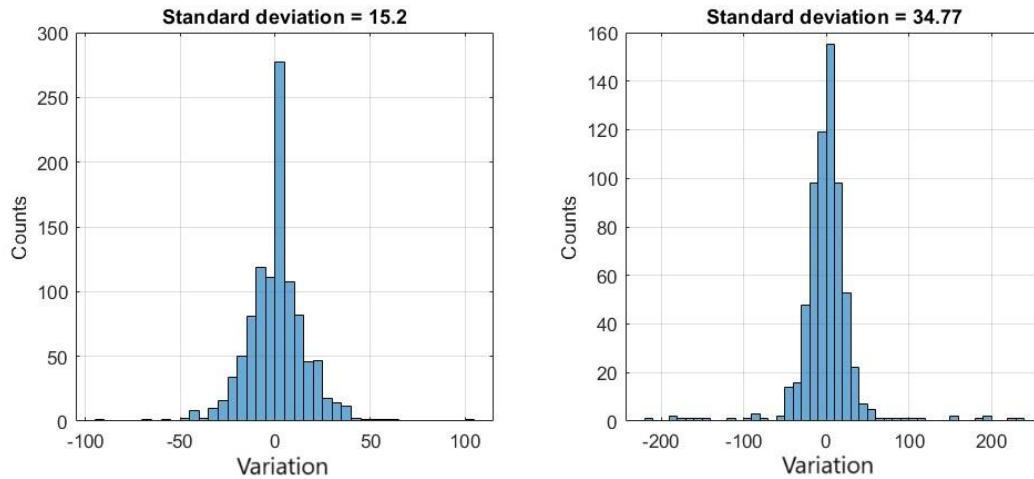 Standard deviation = 15.2
300
250
200
150
100
50
0
Counts
-100 -50 0 50 100
Variation
Standard deviation = 34.77
160
140
120
100
80
60
40
20
0
Counts
-200 -100 0 100 200
Variation